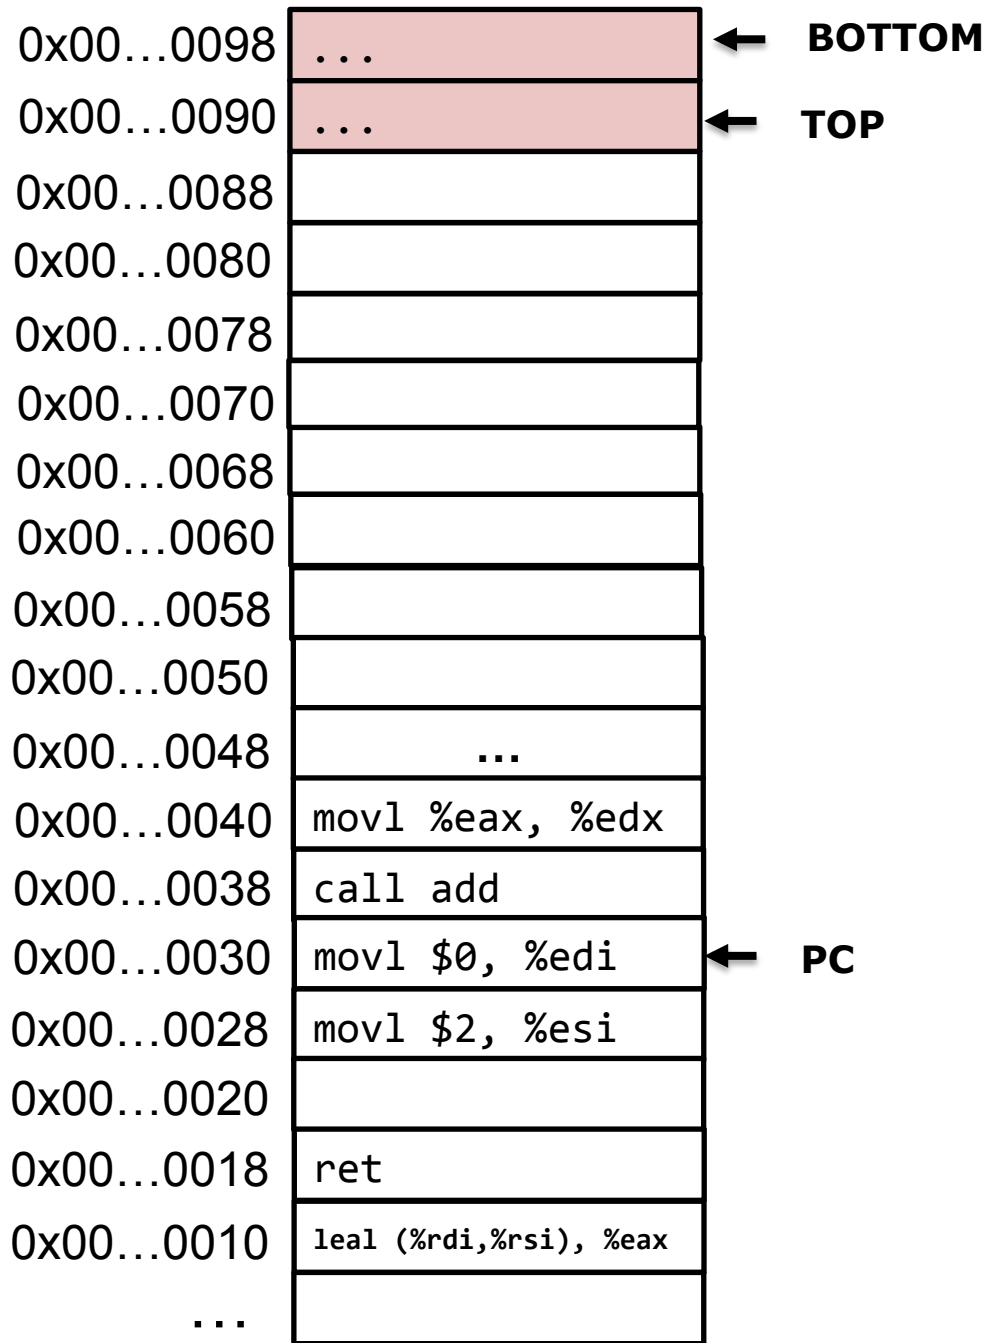 0x00…0098 ... BOTTOM
0x00…0090 ... TOP
0x00…0088
0x00…0080
0x00…0078
0x00…0070
0x00…0068
0x00…0060
0x00…0058
0x00…0050
0x00…0048 …
0x00…0040 movl %eax, %edx
0x00…0038 call add
0x00…0030 movl $0, %edi PC
0x00…0028 movl $2, %esi
0x00…0020
0x00…0018 ret
0x00…0010 leal (%rdi,%rsi), %eax
...